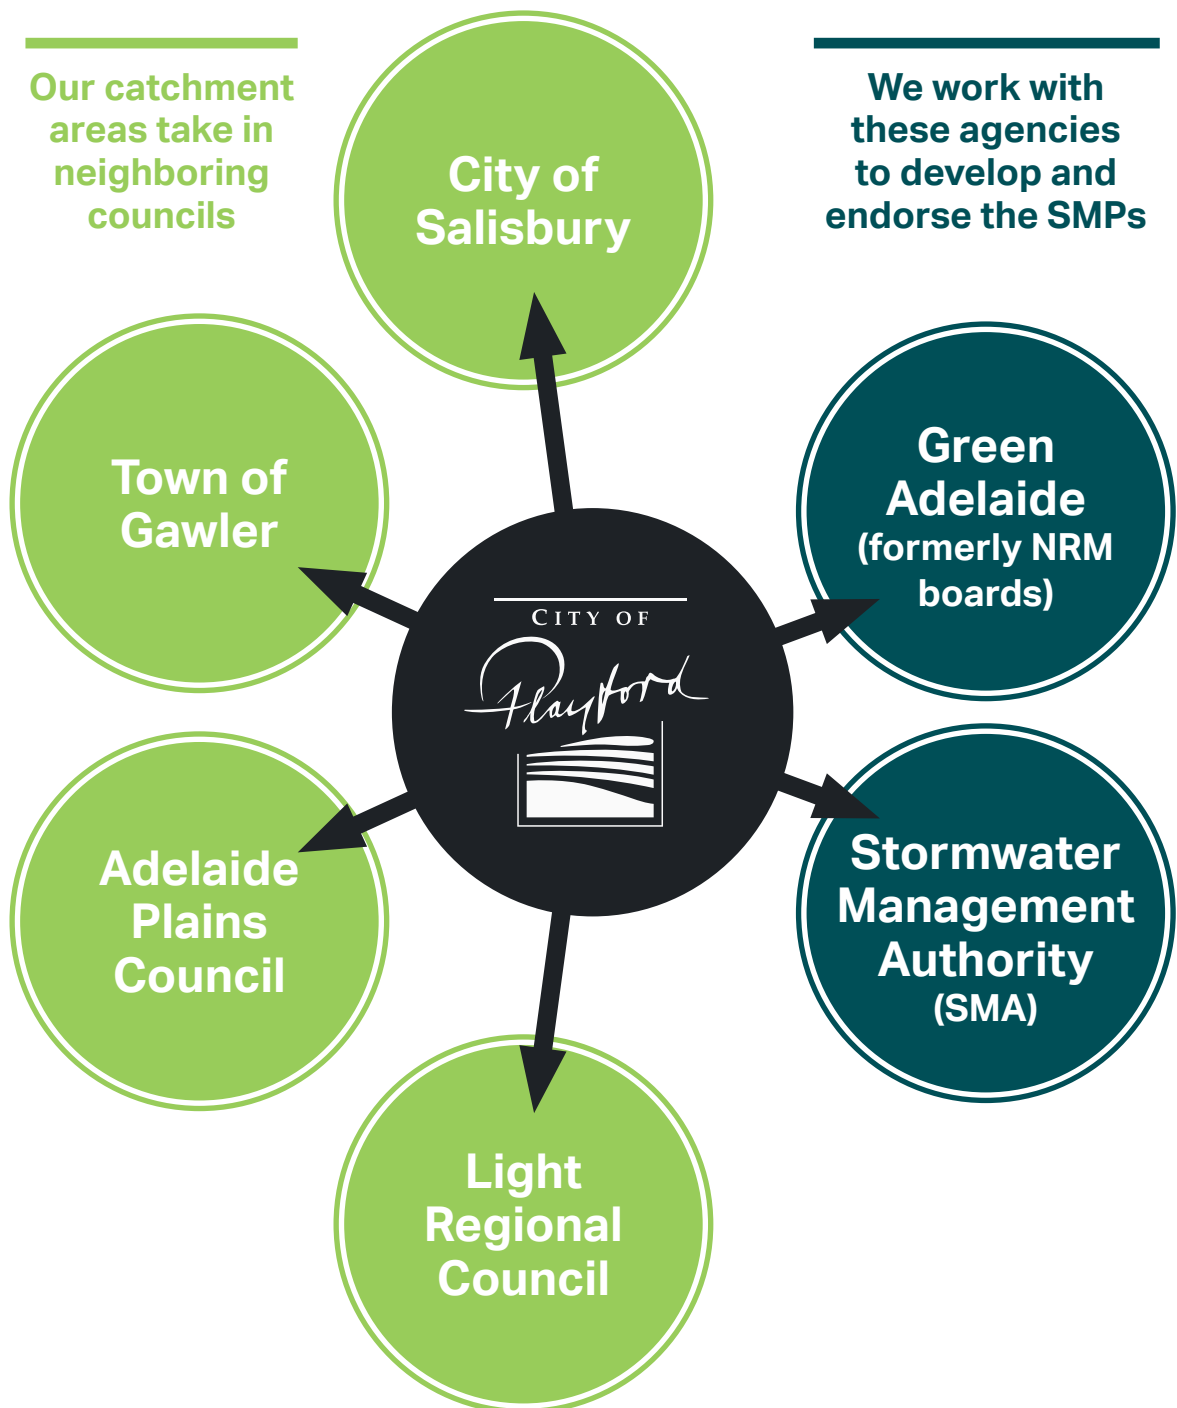 Our catchment
areas take in
neighboring
councils
We work with
these agencies
to develop and
endorse the SMPs
City of
Salisbury
Town of
Gawler
Green
Adelaide
(formerly NRM
boards)
CITY OF
Playford
Adelaide
Plains
Council
Stormwater
Management
Authority
(SMA)
Light
Regional
Council